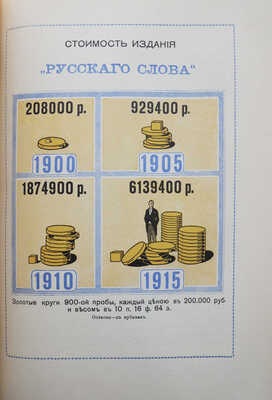 СТОИМОСТЬ ИЗДАНІЯ
„РУССКАГО СЛОВА“
208000 р.
929400 р.
1900
1905
1874900 р.
6139400 р.
1910
1915
Золотые круги 900-ой пробы, каждый цѣною въ 200.000 руб.
и вѣсомъ въ 10 п. 16 ф. 64 з.